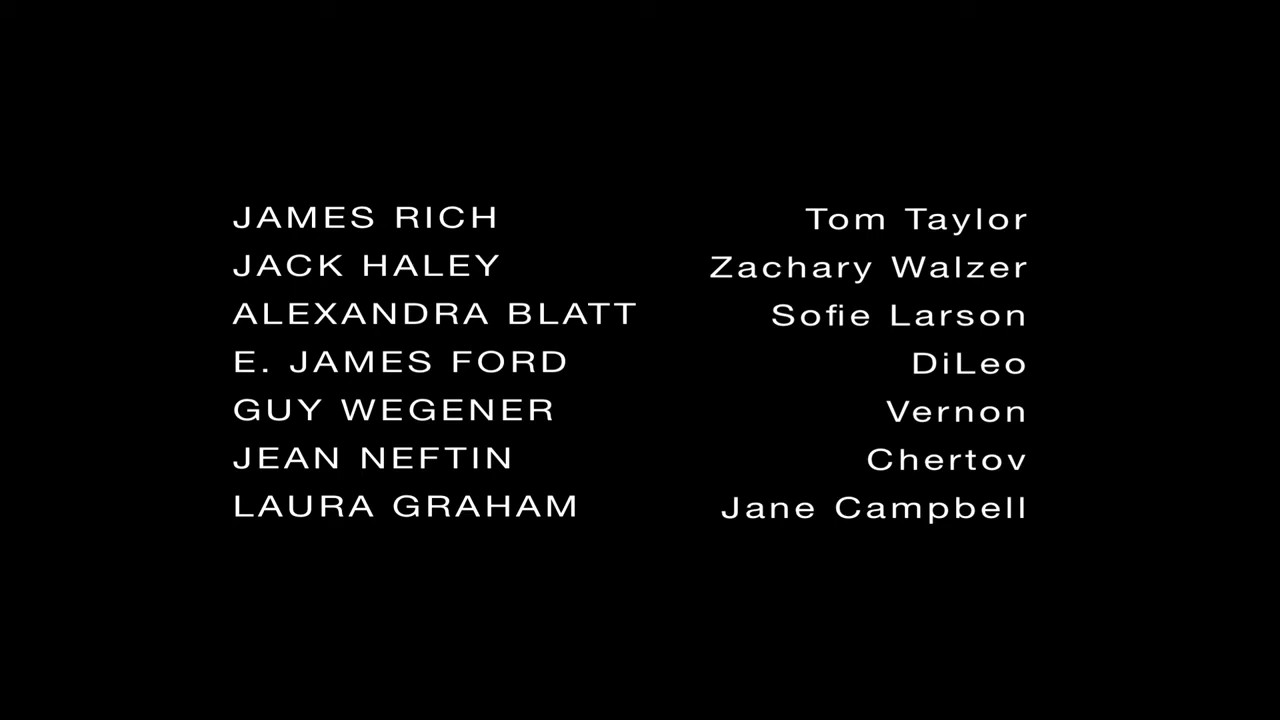 JAMES RICH Tom Taylor
JACK HALEY Zachary Walzer
ALEXANDRA BLATT Sofie Larson
E. JAMES FORD DiLeo
GUY WEGENER Vernon
JEAN NEFTIN Chertov
LAURA GRAHAM Jane Campbell